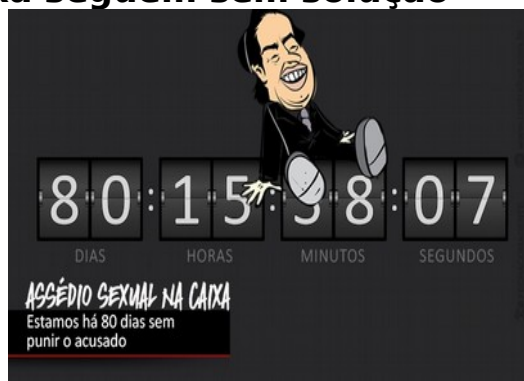 seguem sem solução
80:15:38:07
DIAS HORAS MINUTOS SEGUNDOS
ASSÉDIO SEXUAL NA CAIXA
Estamos há 80 dias sem
punir o acusado